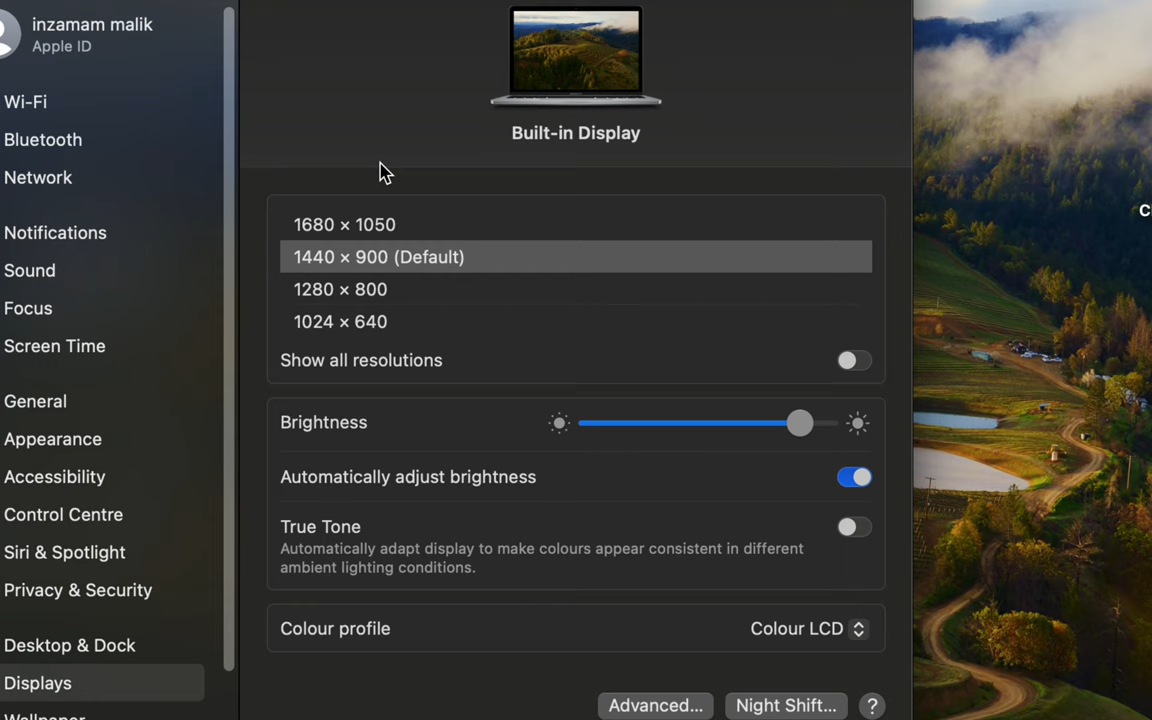 inzamam malik
Apple ID
Wi-Fi
Bluetooth
Network
Notifications
Sound
Focus
Screen Time
General
Appearance
Accessibility
Control Centre
Siri & Spotlight
Privacy & Security
Desktop & Dock
Displays
Wallpaper
Built-in Display
1680 × 1050
1440 × 900 (Default)
1280 × 800
1024 × 640
Show all resolutions
Brightness
Automatically adjust brightness
True Tone
Automatically adapt display to make colours appear consistent in different
ambient lighting conditions.
Colour profile
Colour LCD
Advanced...
Night Shift...
?